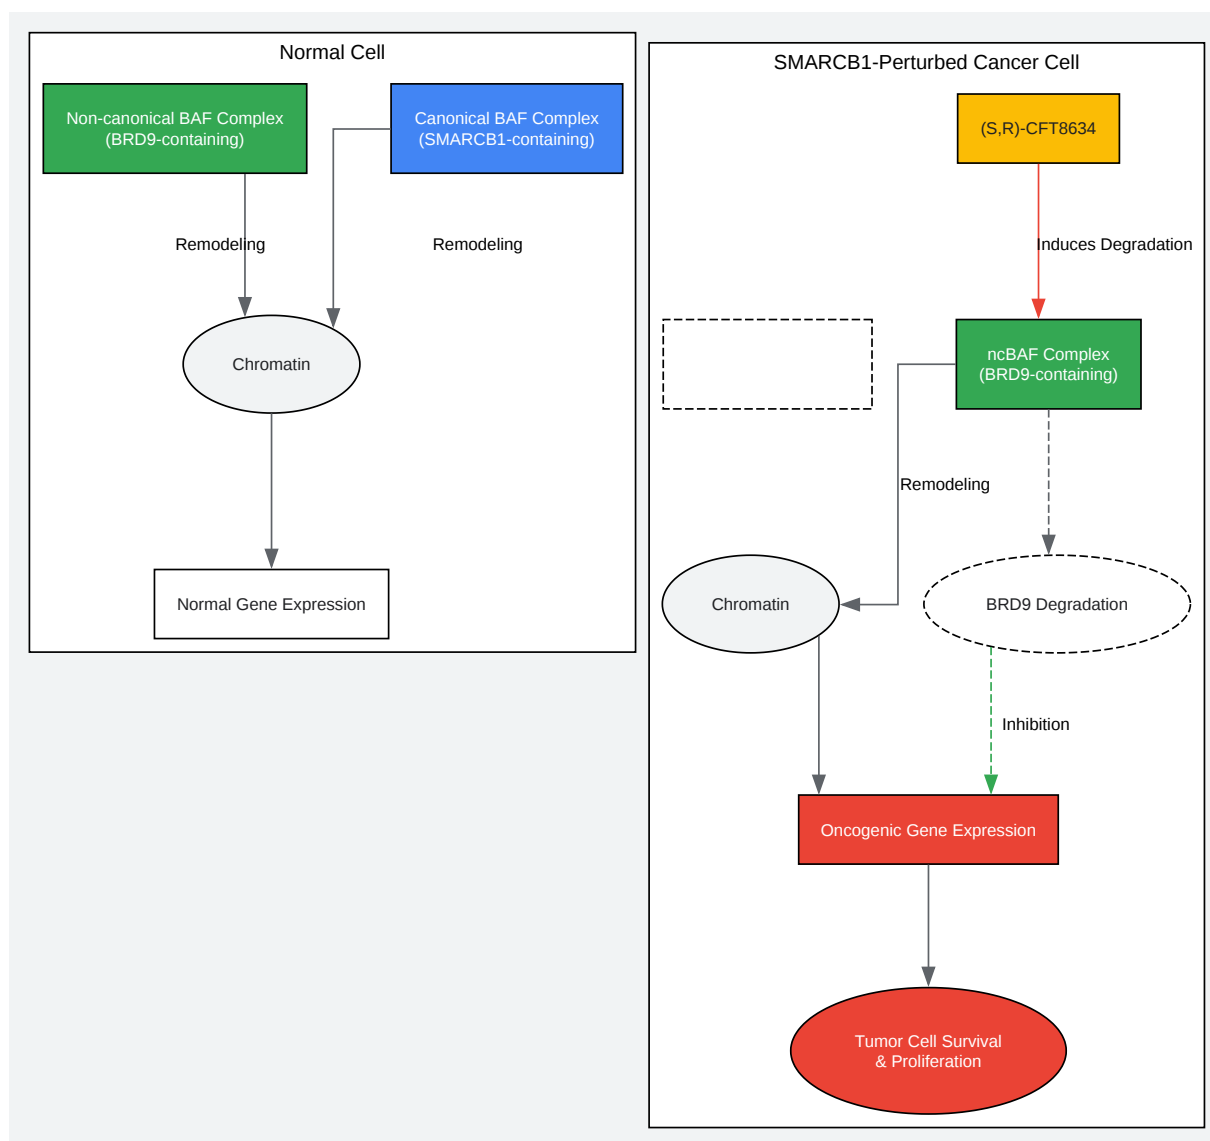 Normal Cell
Non-canonical BAF Complex
(BRD9-containing)
Canonical BAF Complex
(SMARCB1-containing)
Remodeling
Remodeling
Chromatin
Normal Gene Expression
SMARCB1-Perturbed Cancer Cell
(S,R)-CFT8634
Induces Degradation
ncBAF Complex
(BRD9-containing)
Remodeling
Chromatin
BRD9 Degradation
Inhibition
Oncogenic Gene Expression
Tumor Cell Survival
& Proliferation